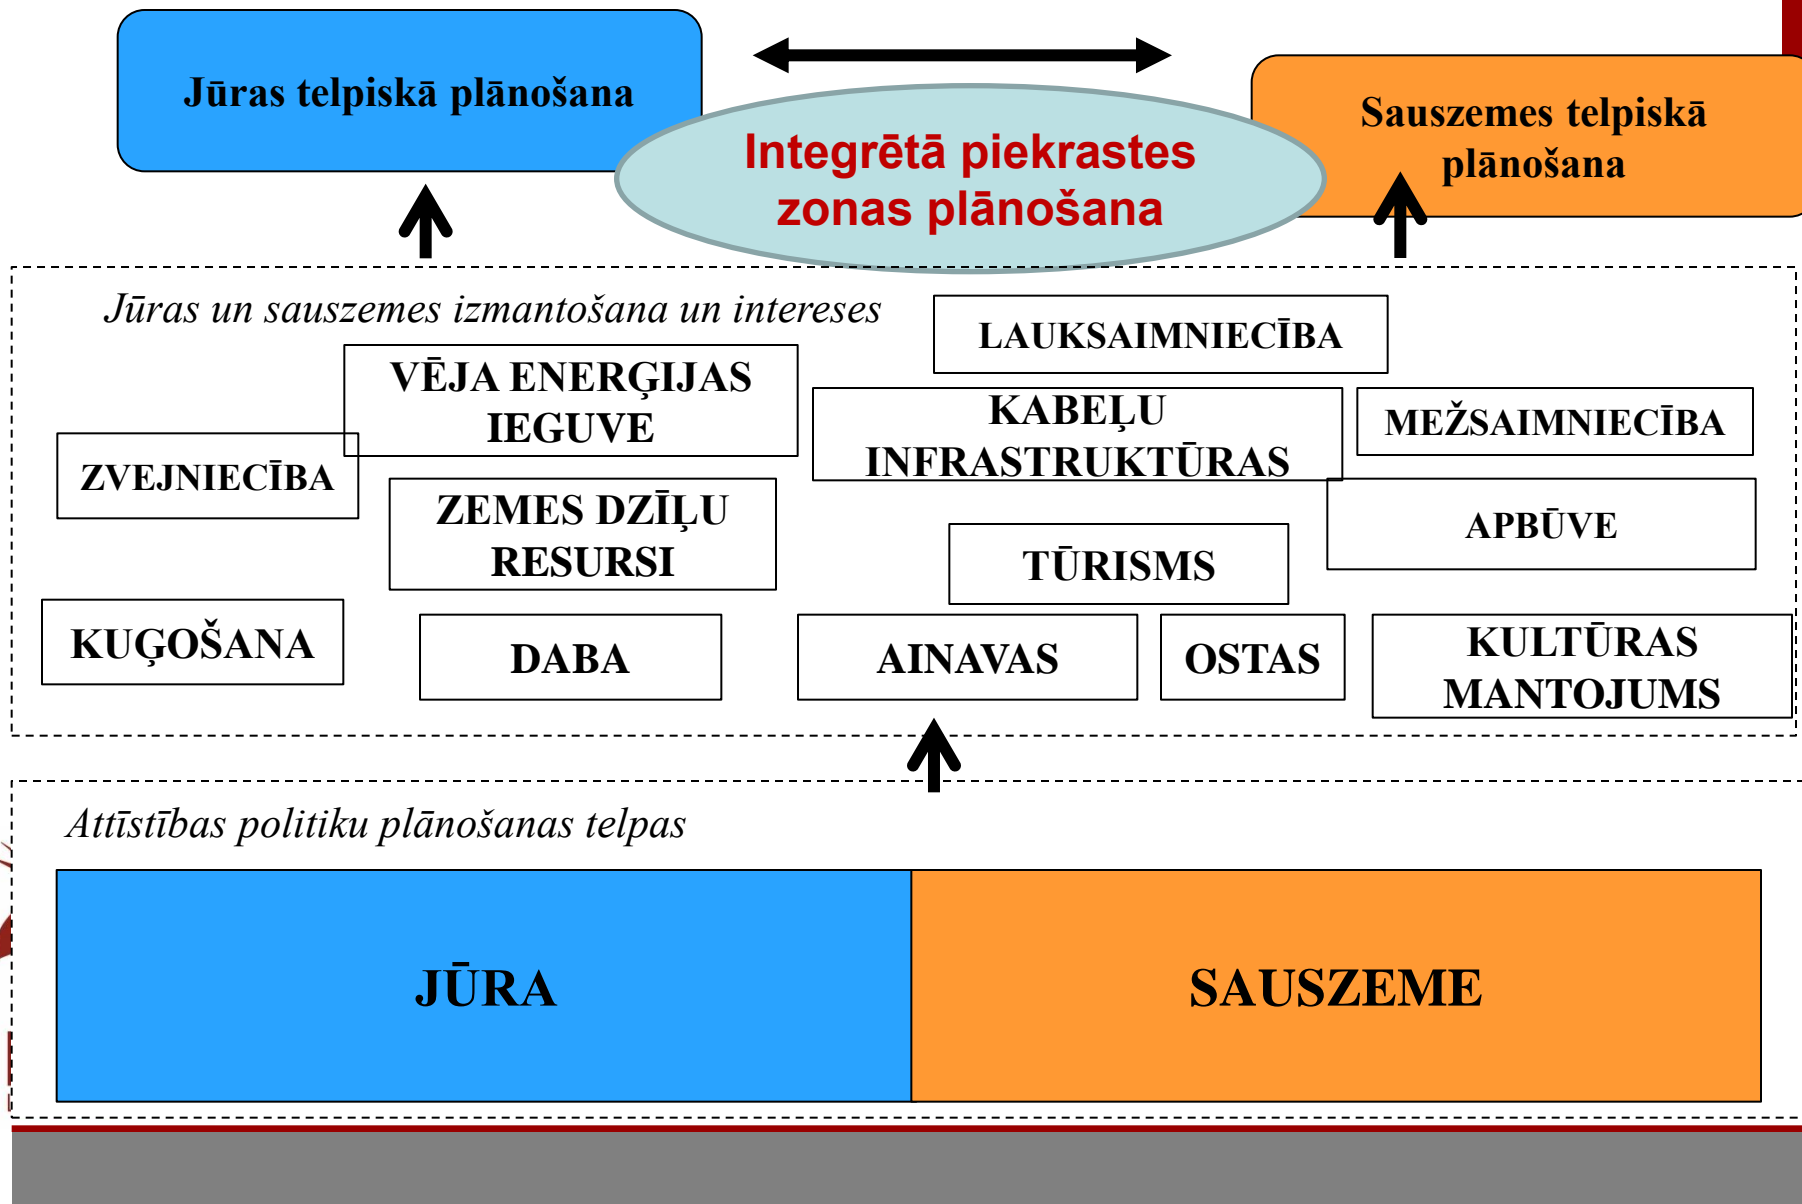 Jūras telpiskā plānošana
Integrētā piekrastes
zonas plānošana
Sauszemes telpiskā
plānošana
Jūras un sauszemes izmantošana un intereses
LAUKSAIMNIECĪBA
VĒJA ENERĢIJAS
IEGUVE
KABEĻU
INFRASTRUKTŪRAS
MEŽSAIMNIECĪBA
ZVEJNIECĪBA
ZEMES DZĪĻU
RESURSI
APBŪVE
TŪRISMS
KUĢOŠANA
DABA
AINAVAS
OSTAS
KULTŪRAS
MANTOJUMS
Attīstības politiku plānošanas telpas
JŪRA
SAUSZEME